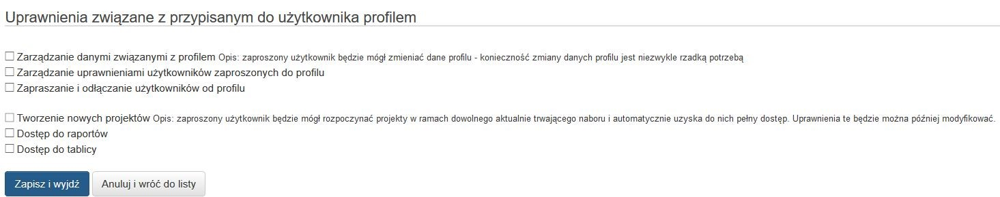 Uprawnienia związane z przypisanym do użytkownika profilem
Zarządzanie danymi związanymi z profilem Opis: zaproszony użytkownik będzie mógł zmieniać dane profilu - konieczność zmiany danych profilu jest niezwykle rzadką potrzebą
Zarządzanie uprawnieniami użytkowników zaproszonych do profilu
Zapraszanie i odłączanie użytkowników od profilu
Tworzenie nowych projektów Opis: zaproszony użytkownik będzie mógł rozpoczynać projekty w ramach dowolnego aktualnie trwającego naboru i automatycznie uzyska do nich pełny dostęp. Uprawnienia te będzie można później modyfikować.
Dostęp do raportów
Dostęp do tablicy
Zapisz i wyjdź Anuluj i wróć do listy